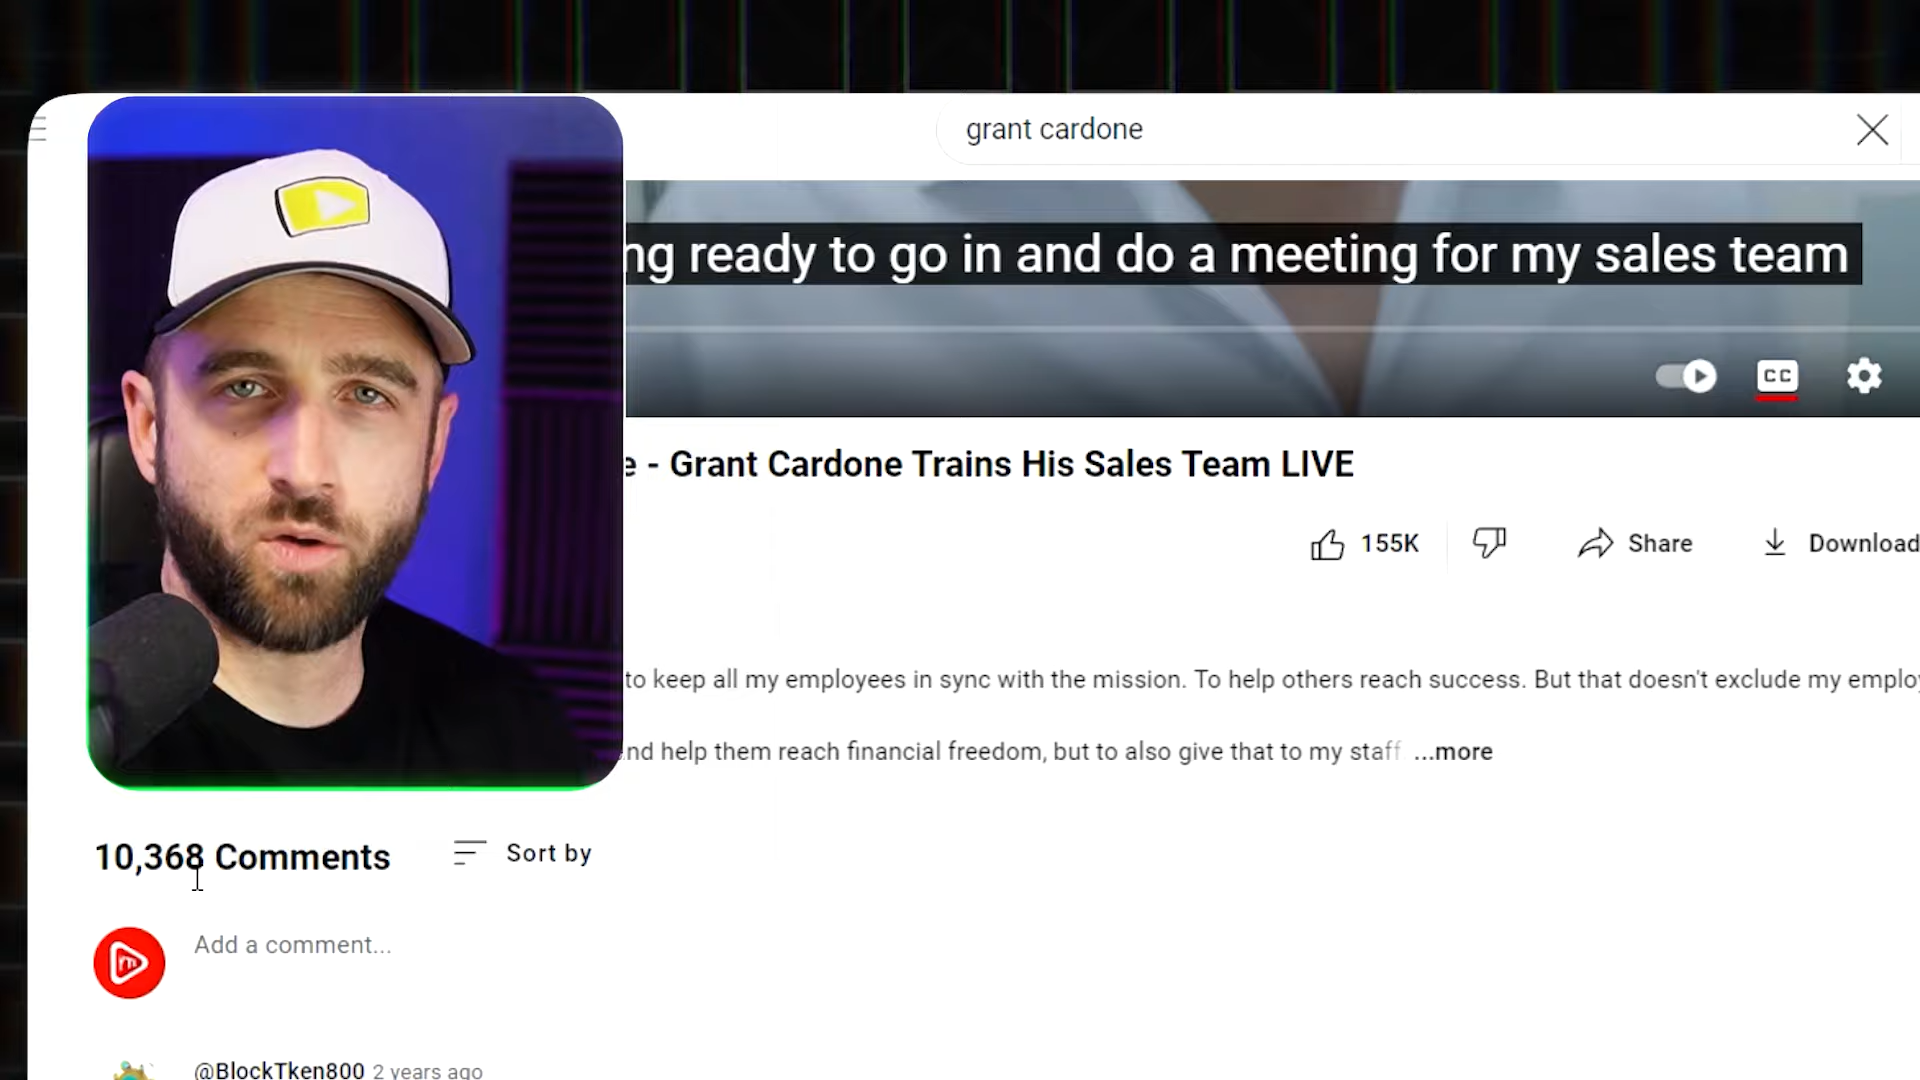 grant cardone
ng ready to go in and do a meeting for my sales team
CC
e - Grant Cardone Trains His Sales Team LIVE
155K
Share
Download
to keep all my employees in sync with the mission. To help others reach success. But that doesn't exclude my employ
nd help them reach financial freedom, but to also give that to my staff ...more
10,368 Comments
Sort by
m
Add a comment...
@BlockTken800 2 years ago